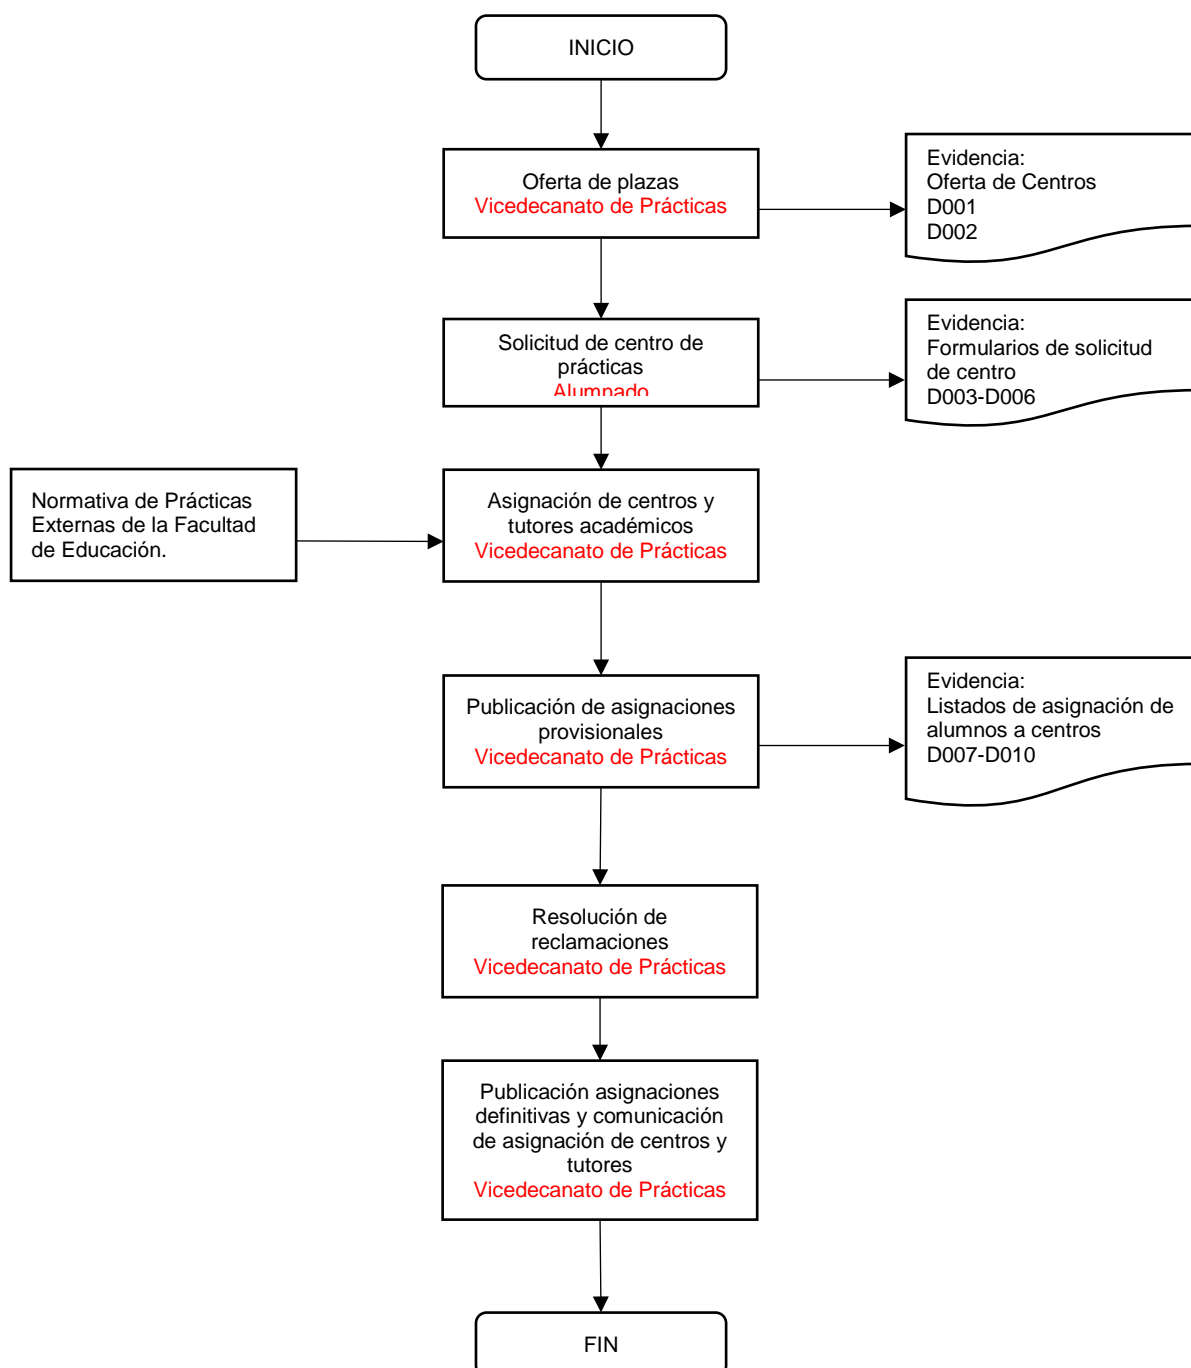 INICIO
Oferta de plazas
Vicedecanato de Prácticas
Evidencia:
Oferta de Centros
D001
D002
Solicitud de centro de
prácticas
Alumnado
Evidencia:
Formularios de solicitud
de centro
D003-D006
Normativa de Prácticas
Externas de la Facultad
de Educación.
Asignación de centros y
tutores académicos
Vicedecanato de Prácticas
Publicación de asignaciones
provisionales
Vicedecanato de Prácticas
Evidencia:
Listados de asignación de
alumnos a centros
D007-D010
Resolución de
reclamaciones
Vicedecanato de Prácticas
Publicación asignaciones
definitivas y comunicación
de asignación de centros y
tutores
Vicedecanato de Prácticas
FIN